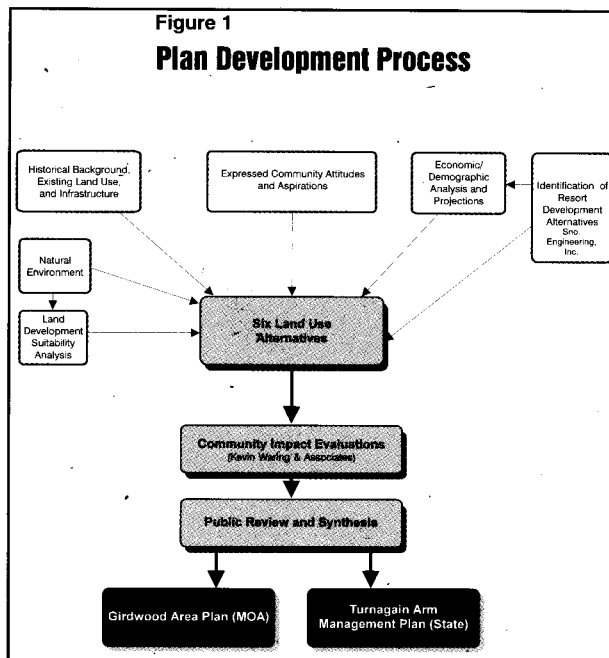 Figure 1
Plan Development Process
Historical Background,
Existing Land Use,
and Infrastructure
Expressed Community Attitudes
and Aspirations
Economic/
Demographic
Analysis and
Projections
Identification of
Resort
Development
Alternatives
Sno.
Engineering,
Inc.
Natural
Environment
Land
Development
Suitability
Analysis
Six Land Use
Alternatives
Community Impact Evaluations
(Kevin Waring & Associates)
Public Review and Synthesis
Girdwood Area Plan (MOA)
Turnagain Arm
Management Plan (State)